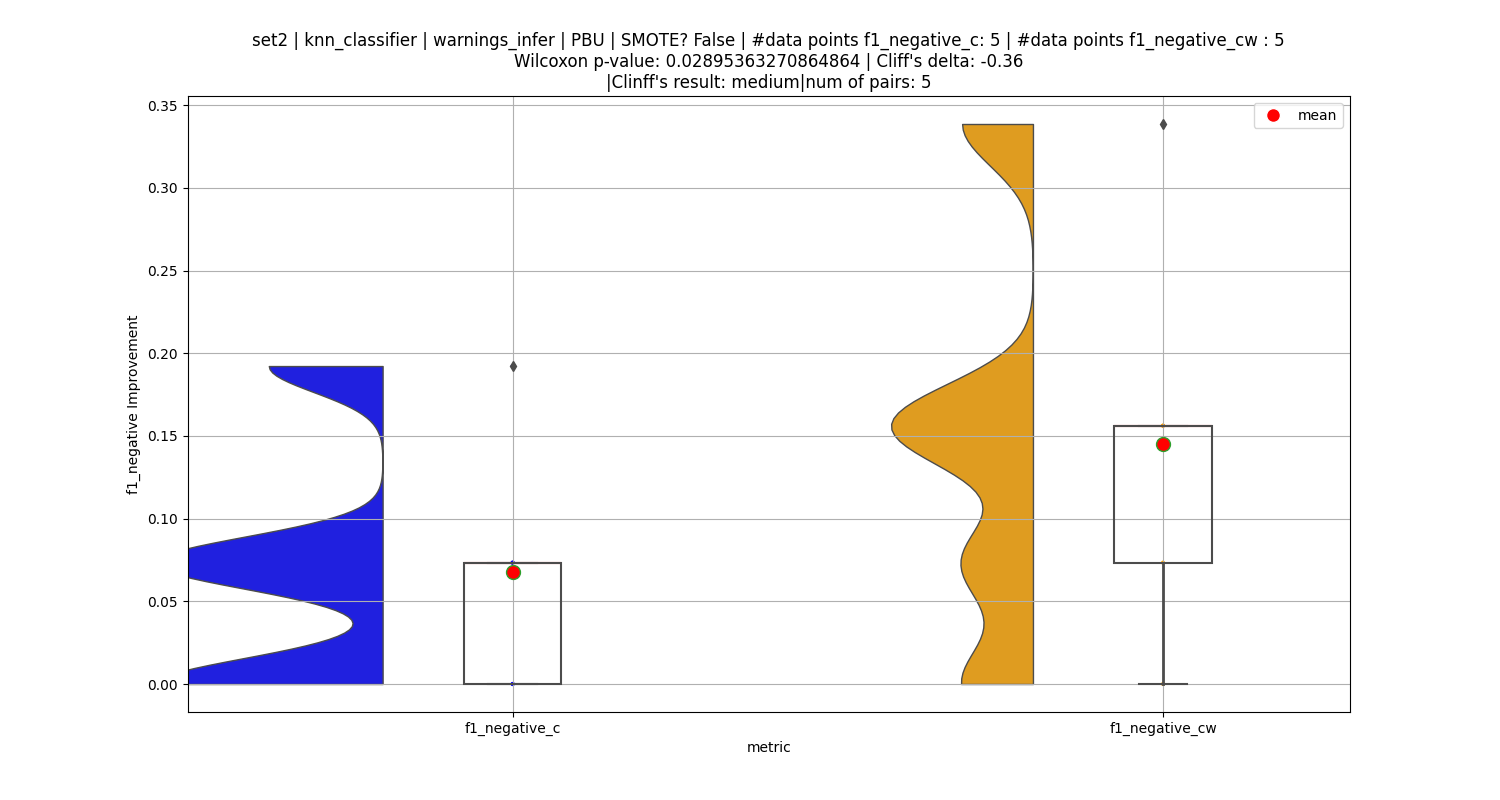 set2 | knn_classifier | warnings_infer | PBU | SMOTE? False | #data points f1_negative_c: 5 | #data points f1_negative_cw : 5
Wilcoxon p-value: 0.02895363270864864 | Cliff's delta: -0.36
|Clinff's result: medium|num of pairs: 5
mean
0.35
0.30
0.25
0.20
0.15
0.10
0.05
0.00
f1_negative Improvement
f1_negative_c
f1_negative_cw
metric